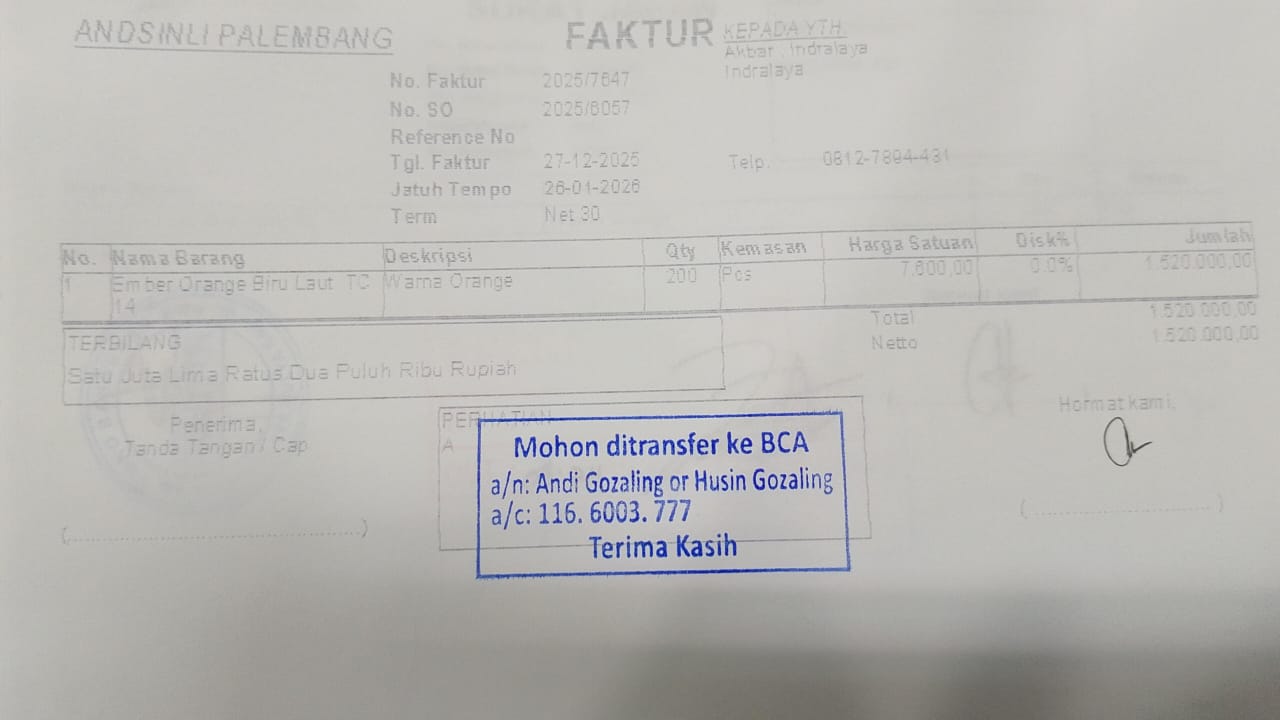 ANDSINLI PALEMBANG
FAKTUR
KEPADA YTH.
Akbar . Indralaya
Indralaya
No. Faktur 2025/7647
No. SO 2025/6057
Reference No
Tgl. Faktur 27-12-2025 Telp. 0812-7894-431
Jatuh Tempo 26-01-2026
Term Net 30
No. Nama Barang Deskripsi Qty Kemasan Harga Satuan Disk% Jumlah
1 Ember Orange Biru Laut TC Warna Orange 200 Pcs 7.600,00 0.0% 1.520.000,00
14
Total 1.520.000,00
TERBILANG Netto 1.520.000,00
Satu Juta Lima Ratus Dua Puluh Ribu Rupiah
Penerima, Hormat kami,
Tanda Tangan / Cap
PERHATIAN
A
Mohon ditransfer ke BCA
a/n: Andi Gozaling or Husin Gozaling
a/c: 116. 6003. 777
Terima Kasih